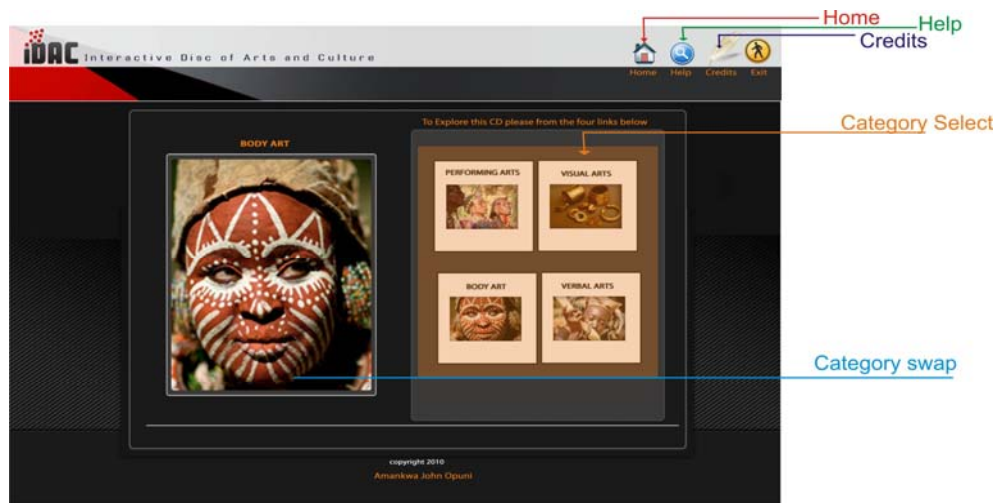 Home
Help
Credits
iDAC Interactive Disc of Arts and Culture
Home Help Credits Exit
To Explore this CD please from the four links below
Category Select
BODY ART
PERFORMING ARTS
VISUAL ARTS
BODY ART
VERBAL ARTS
Category swap
copyright 2010
Amankwa John Opuni